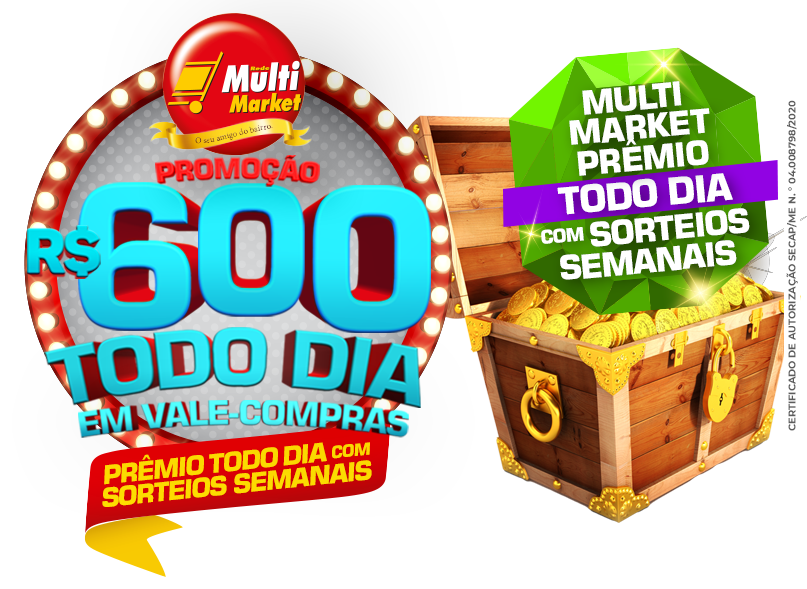 Rede
Multi
Market
O seu amigo do bairro
PROMOÇÃO
R$600
TODO DIA
EM VALE-COMPRAS
PRÊMIO TODO DIA COM
SORTEIOS SEMANAIS
MULTI
MARKET
PRÊMIO
TODO DIA
COM SORTEIOS
SEMANAIS
CERTIFICADO DE AUTORIZAÇÃO SECAP/ME N. ° 04.008798/2020